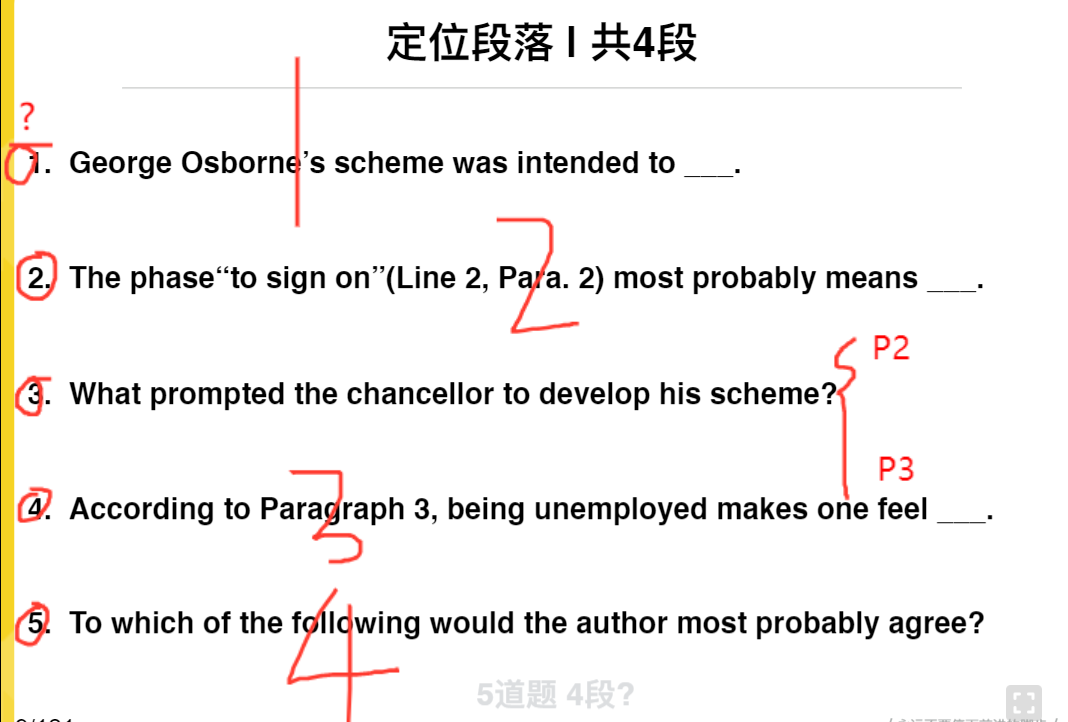 定位段落 I 共4段
?
1. George Osborne's scheme was intended to ___.
1
2. The phase“to sign on”(Line 2, Para. 2) most probably means ___.
2
P2
3. What prompted the chancellor to develop his scheme?
P3
4. According to Paragraph 3, being unemployed makes one feel ___.
3
5. To which of the following would the author most probably agree?
4
5道题 4段?